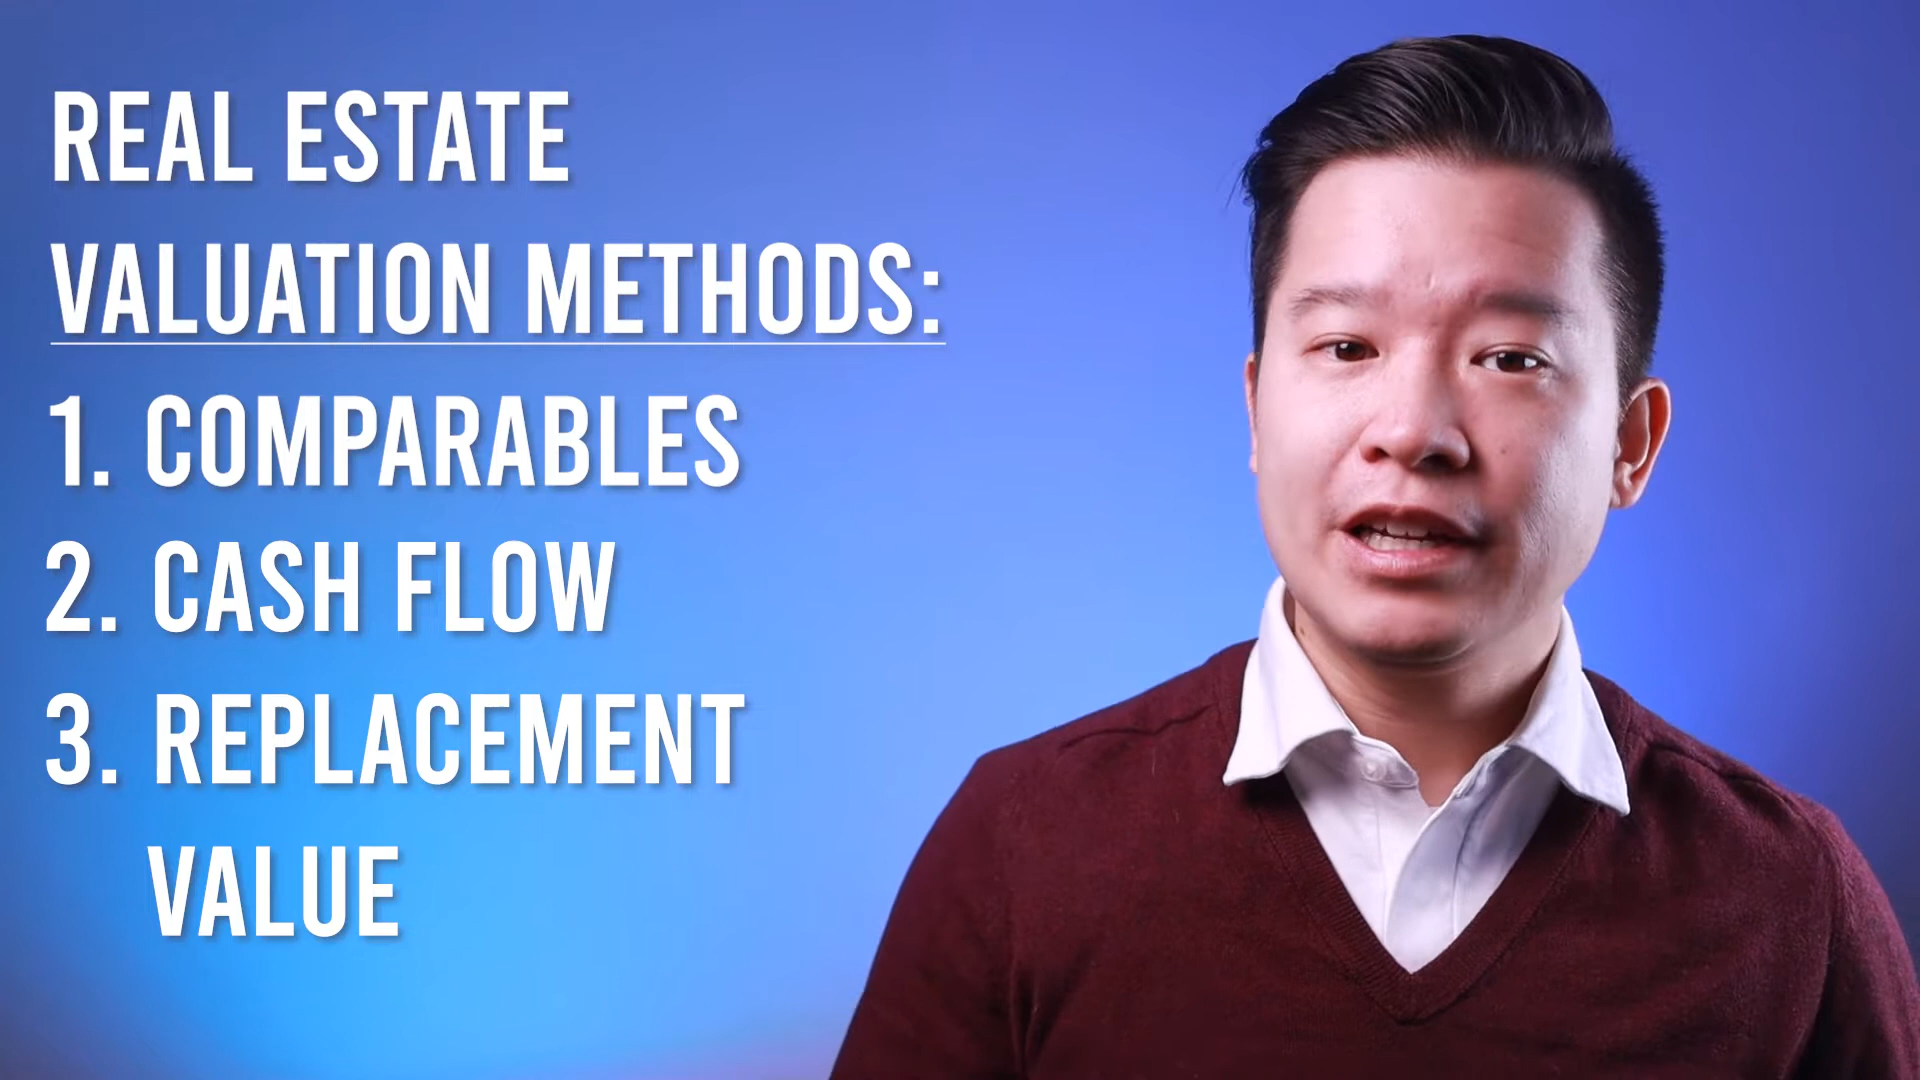 REAL ESTATE
VALUATION METHODS:
1. COMPARABLES
2. CASH FLOW
3. REPLACEMENT
VALUE